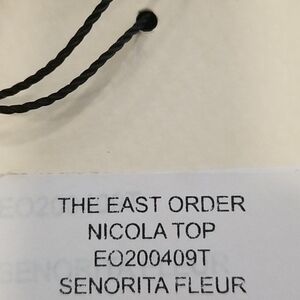 THE EAST ORDER
NICOLA TOP
EO200409T
SENORITA FLEUR